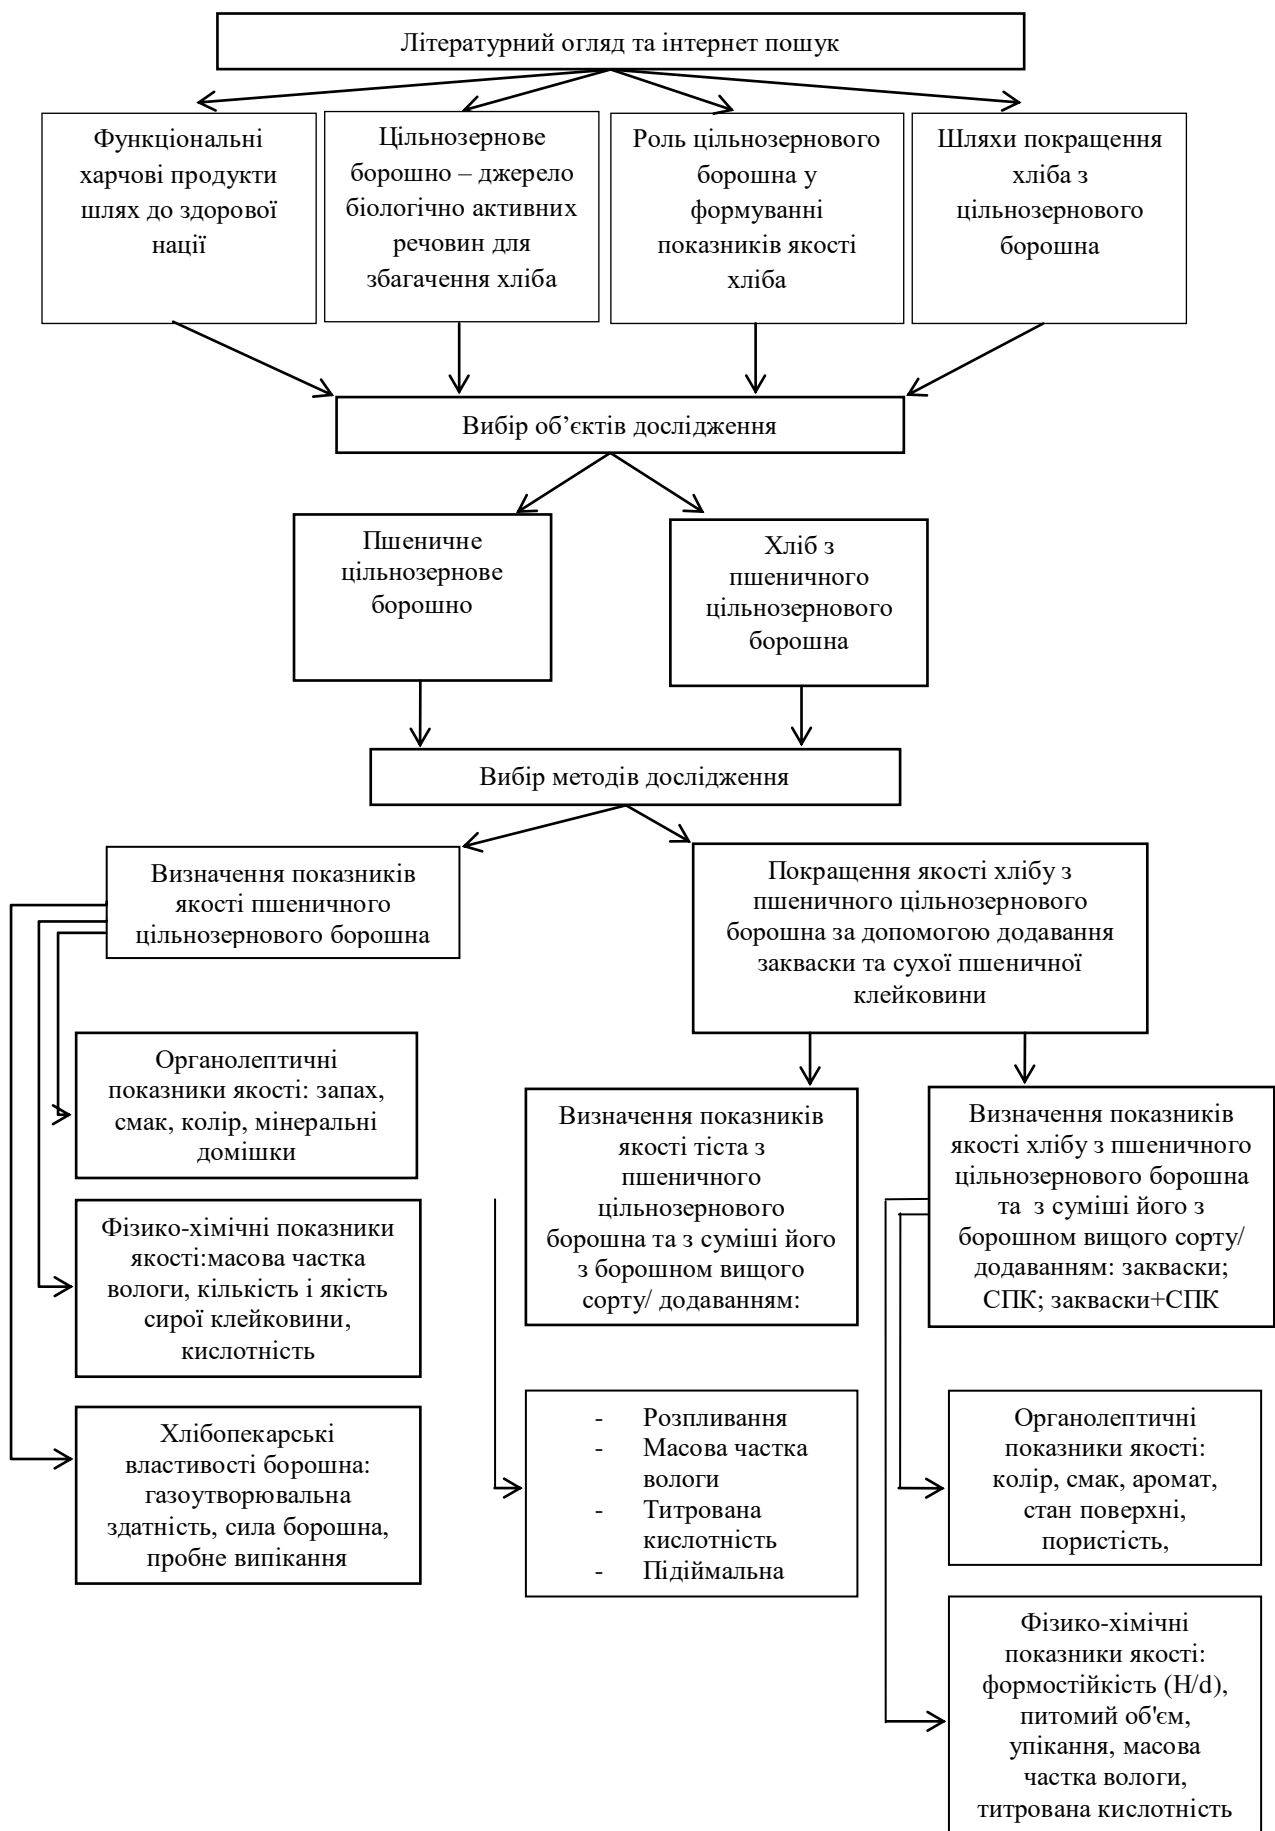 Літературний огляд та інтернет пошук
Функціональні
харчові продукти
шлях до здорової
нації
Цільнозернове
борошно – джерело
біологічно активних
речовин для
збагачення хліба
Роль цільнозернового
борошна у
формуванні
показників якості
хліба
Шляхи покращення
хліба з
цільнозернового
борошна
Вибір об’єктів дослідження
Пшеничне
цільнозернове
борошно
Хліб з
пшеничного
цільнозернового
борошна
Вибір методів дослідження
Визначення показників
якості пшеничного
цільнозернового борошна
Покращення якості хлібу з
пшеничного цільнозернового
борошна за допомогою додавання
закваски та сухої пшеничної
клейковини
Органолептичні
показники якості: запах,
смак, колір, мінеральні
домішки
Фізико-хімічні показники
якості:масова частка
вологи, кількість і якість
сирої клейковини,
кислотність
Хлібопекарські
властивості борошна:
газоутворювальна
здатність, сила борошна,
пробне випікання
Визначення показників
якості тіста з
пшеничного
цільнозернового
борошна та з суміші його
з борошном вищого
сорту/ додаванням:
- Розпливання
- Масова частка
вологи
- Титрована
кислотність
- Підіймальна
Визначення показників
якості хлібу з пшеничного
цільнозернового борошна
та з суміші його з
борошном вищого сорту/
додаванням: закваски;
СПК; закваски+СПК
Органолептичні
показники якості:
колір, смак, аромат,
стан поверхні,
пористість,
Фізико-хімічні
показники якості:
формостійкість (H/d),
питомий об'єм,
упікання, масова
частка вологи,
титрована кислотність